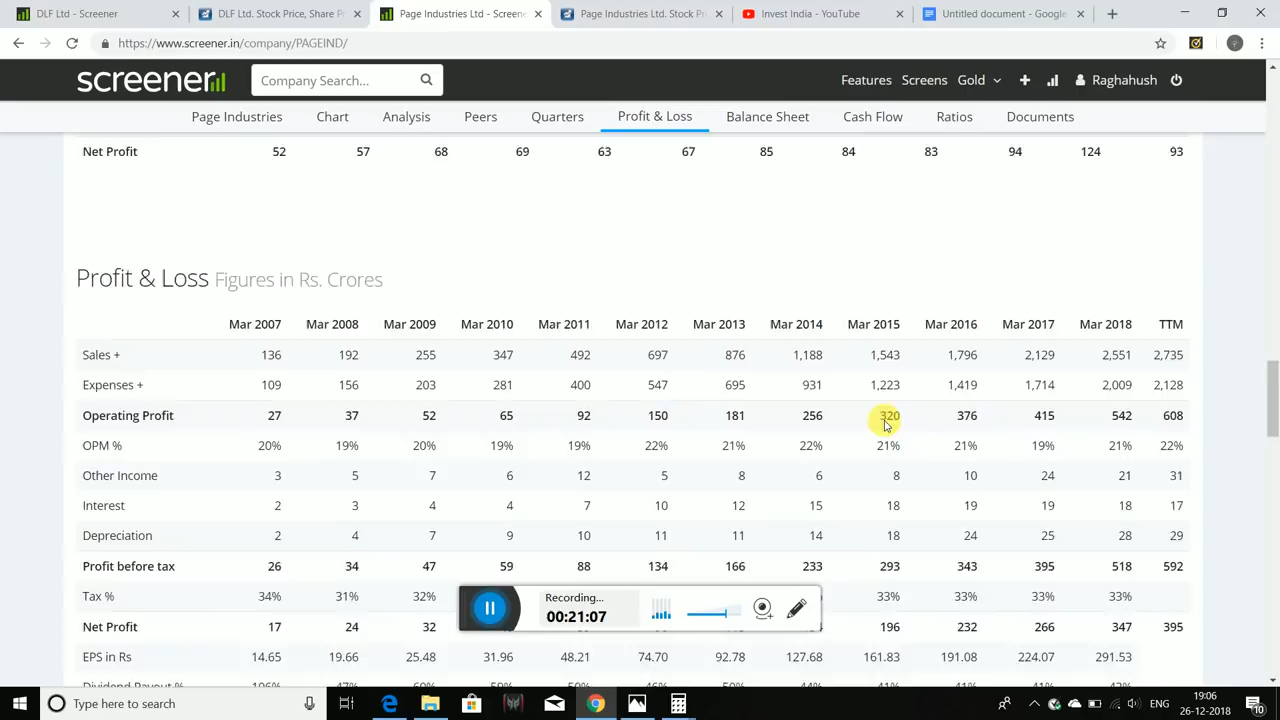 DLF Ltd - Screener
DLF Ltd. Stock Price, Share P
Page Industries Ltd - Screener
Page Industries Ltd. Stock Pri
Invest India - YouTube
Untitled document - Google
https://www.screener.in/company/PAGEIND/
screener
Company Search...
Features Screens Gold Raghahush
Page Industries Chart Analysis Peers Quarters Profit & Loss Balance Sheet Cash Flow Ratios Documents
Net Profit 52 57 68 69 63 67 85 84 83 94 124 93
Profit & Loss Figures in Rs. Crores
Mar 2007 Mar 2008 Mar 2009 Mar 2010 Mar 2011 Mar 2012 Mar 2013 Mar 2014 Mar 2015 Mar 2016 Mar 2017 Mar 2018 TTM
Sales + 136 192 255 347 492 697 876 1,188 1,543 1,796 2,129 2,551 2,735
Expenses + 109 156 203 281 400 547 695 931 1,223 1,419 1,714 2,009 2,128
Operating Profit 27 37 52 65 92 150 181 256 320 376 415 542 608
OPM % 20% 19% 20% 19% 19% 22% 21% 22% 21% 21% 19% 21% 22%
Other Income 3 5 7 6 12 5 8 6 8 10 24 21 31
Interest 2 3 4 4 7 10 12 15 18 19 19 18 17
Depreciation 2 4 7 9 10 11 11 14 18 24 25 28 29
Profit before tax 26 34 47 59 88 134 166 233 293 343 395 518 592
Tax % 34% 31% 32% 33% 33% 33% 33% 33%
Net Profit 17 24 32 196 232 266 347 395
EPS in Rs 14.65 19.66 25.48 31.96 48.21 74.70 92.78 127.68 161.83 191.08 224.07 291.53
Recording...
00:21:07
Type here to search
ENG
19:06
26-12-2018
10